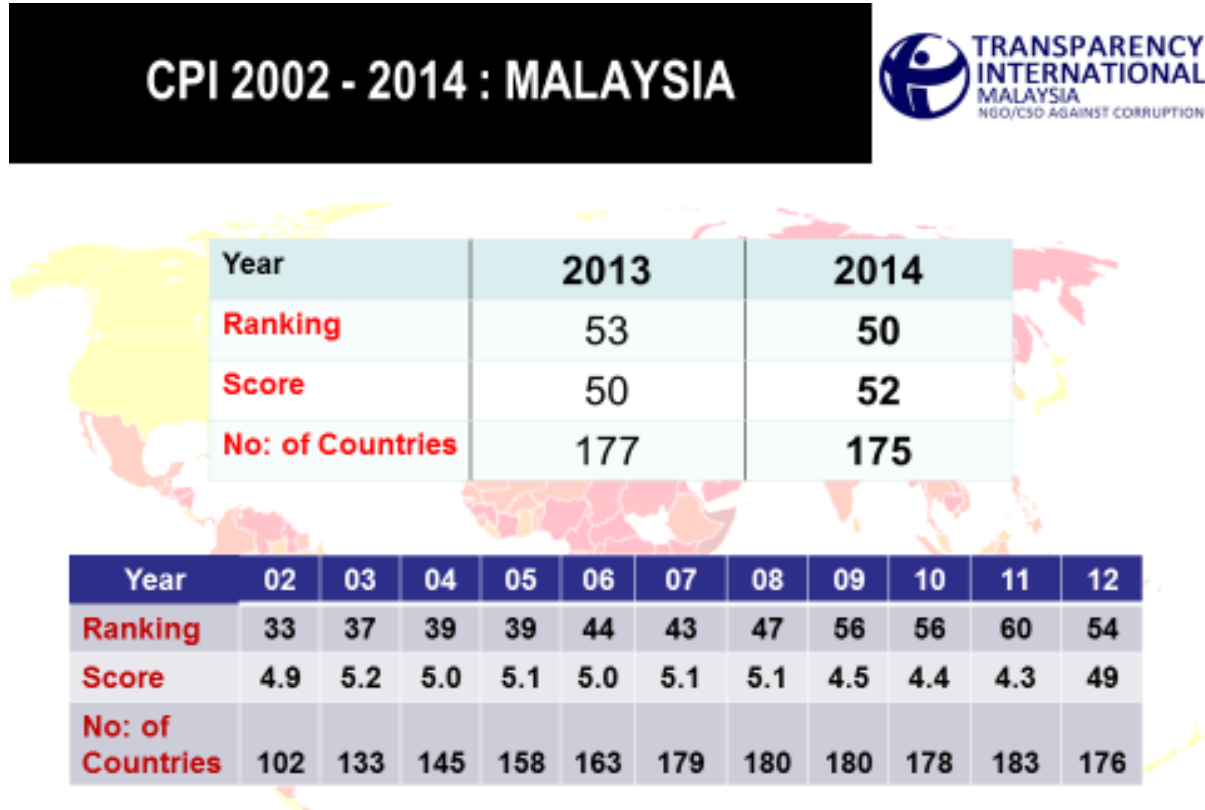 CPI 2002 - 2014 : MALAYSIA
TRANSPARENCY
INTERNATIONAL
MALAYSIA
NGO/CSO AGAINST CORRUPTION
Year 2013 2014
Ranking 53 50
Score 50 52
No: of Countries 177 175
Year 02 03 04 05 06 07 08 09 10 11 12
Ranking 33 37 39 39 44 43 47 56 56 60 54
Score 4.9 5.2 5.0 5.1 5.0 5.1 5.1 4.5 4.4 4.3 49
No: of
Countries 102 133 145 158 163 179 180 180 178 183 176